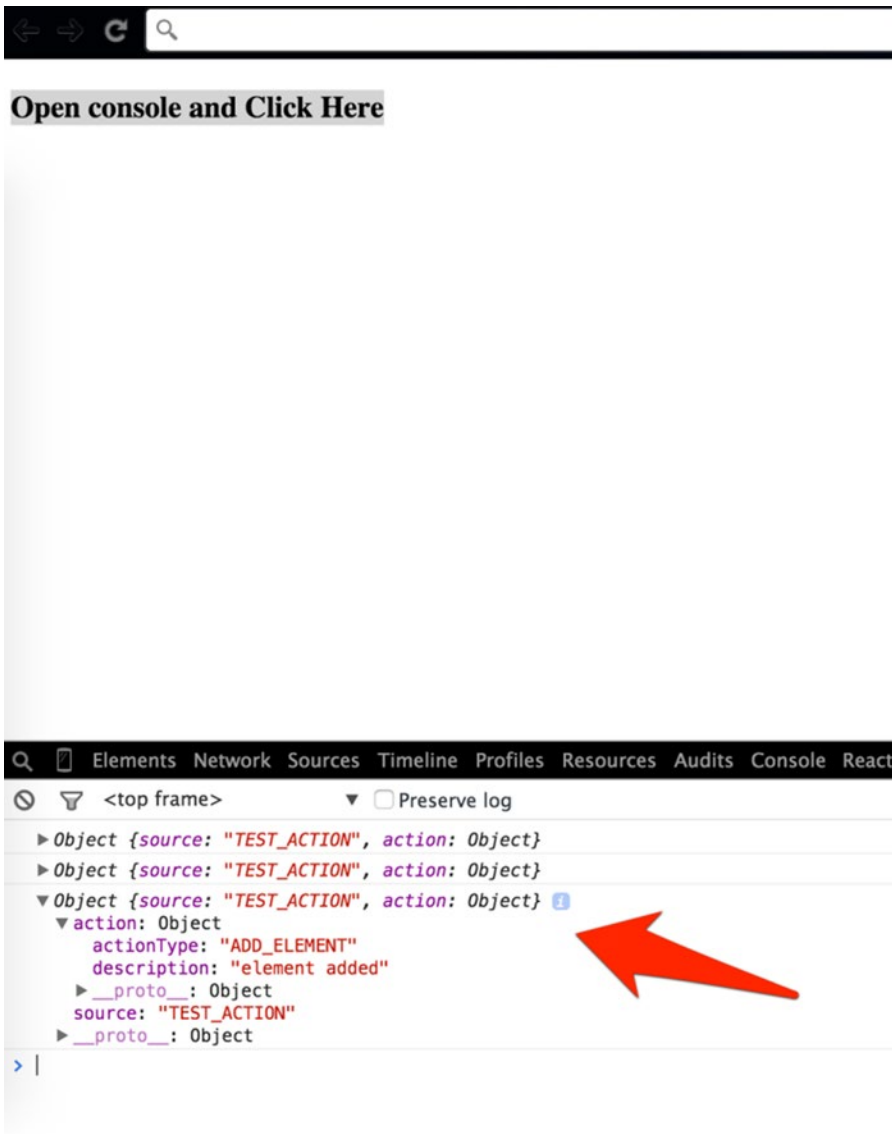 Open console and Click Here
Elements Network Sources Timeline Profiles Resources Audits Console React
<top frame> ▼ Preserve log
▶Object {source: "TEST_ACTION", action: Object}
▶Object {source: "TEST_ACTION", action: Object}
▼Object {source: "TEST_ACTION", action: Object} i
▼action: Object
actionType: "ADD_ELEMENT"
description: "element added"
▶__proto__: Object
source: "TEST_ACTION"
▶__proto__: Object
>